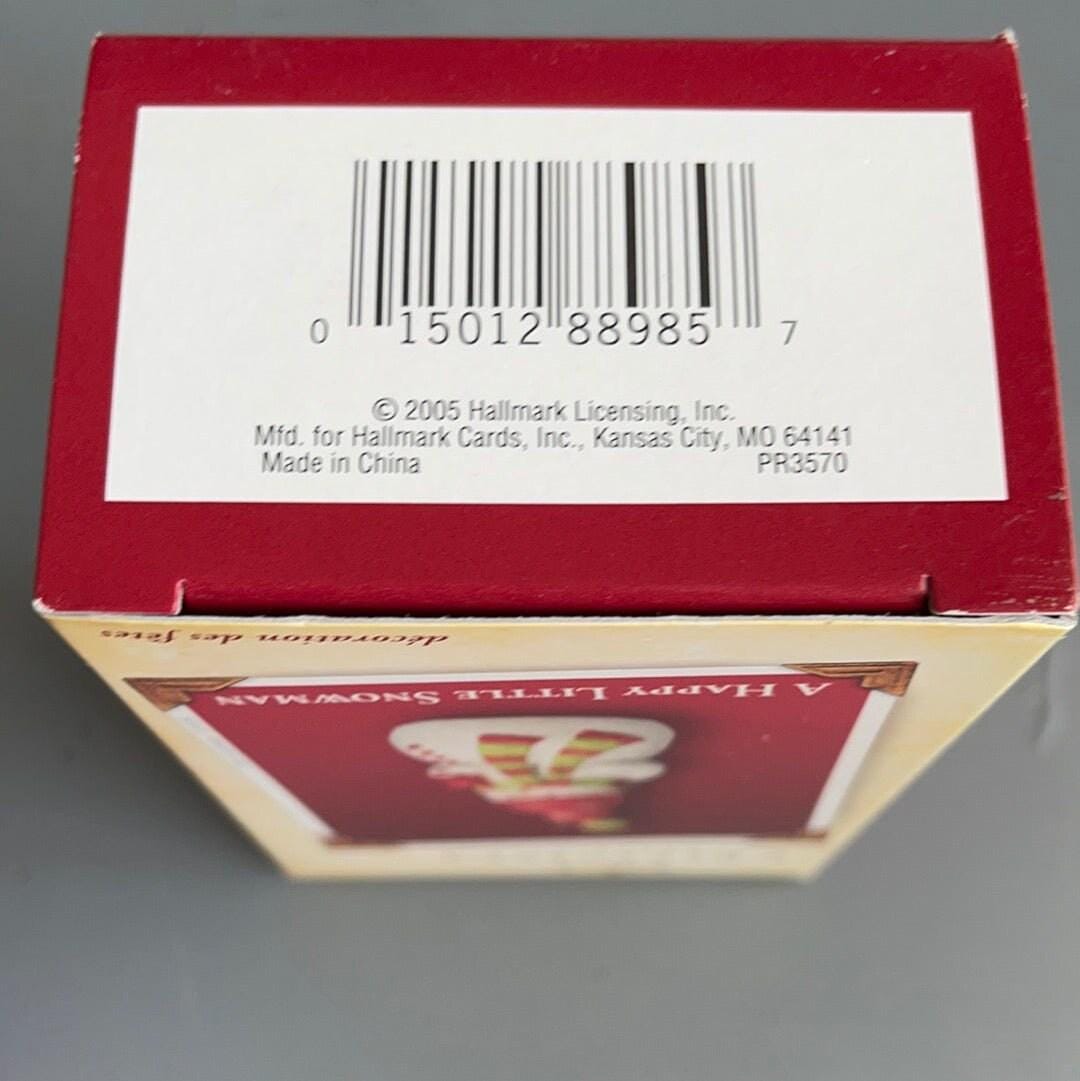 0 15012 88985 7
© 2005 Hallmark Licensing, Inc.
Mfd. for Hallmark Cards, Inc., Kansas City, MO 64141
Made in China PR3570
décoration des fêtes
A HAPPY LITTLE SNOWMAN